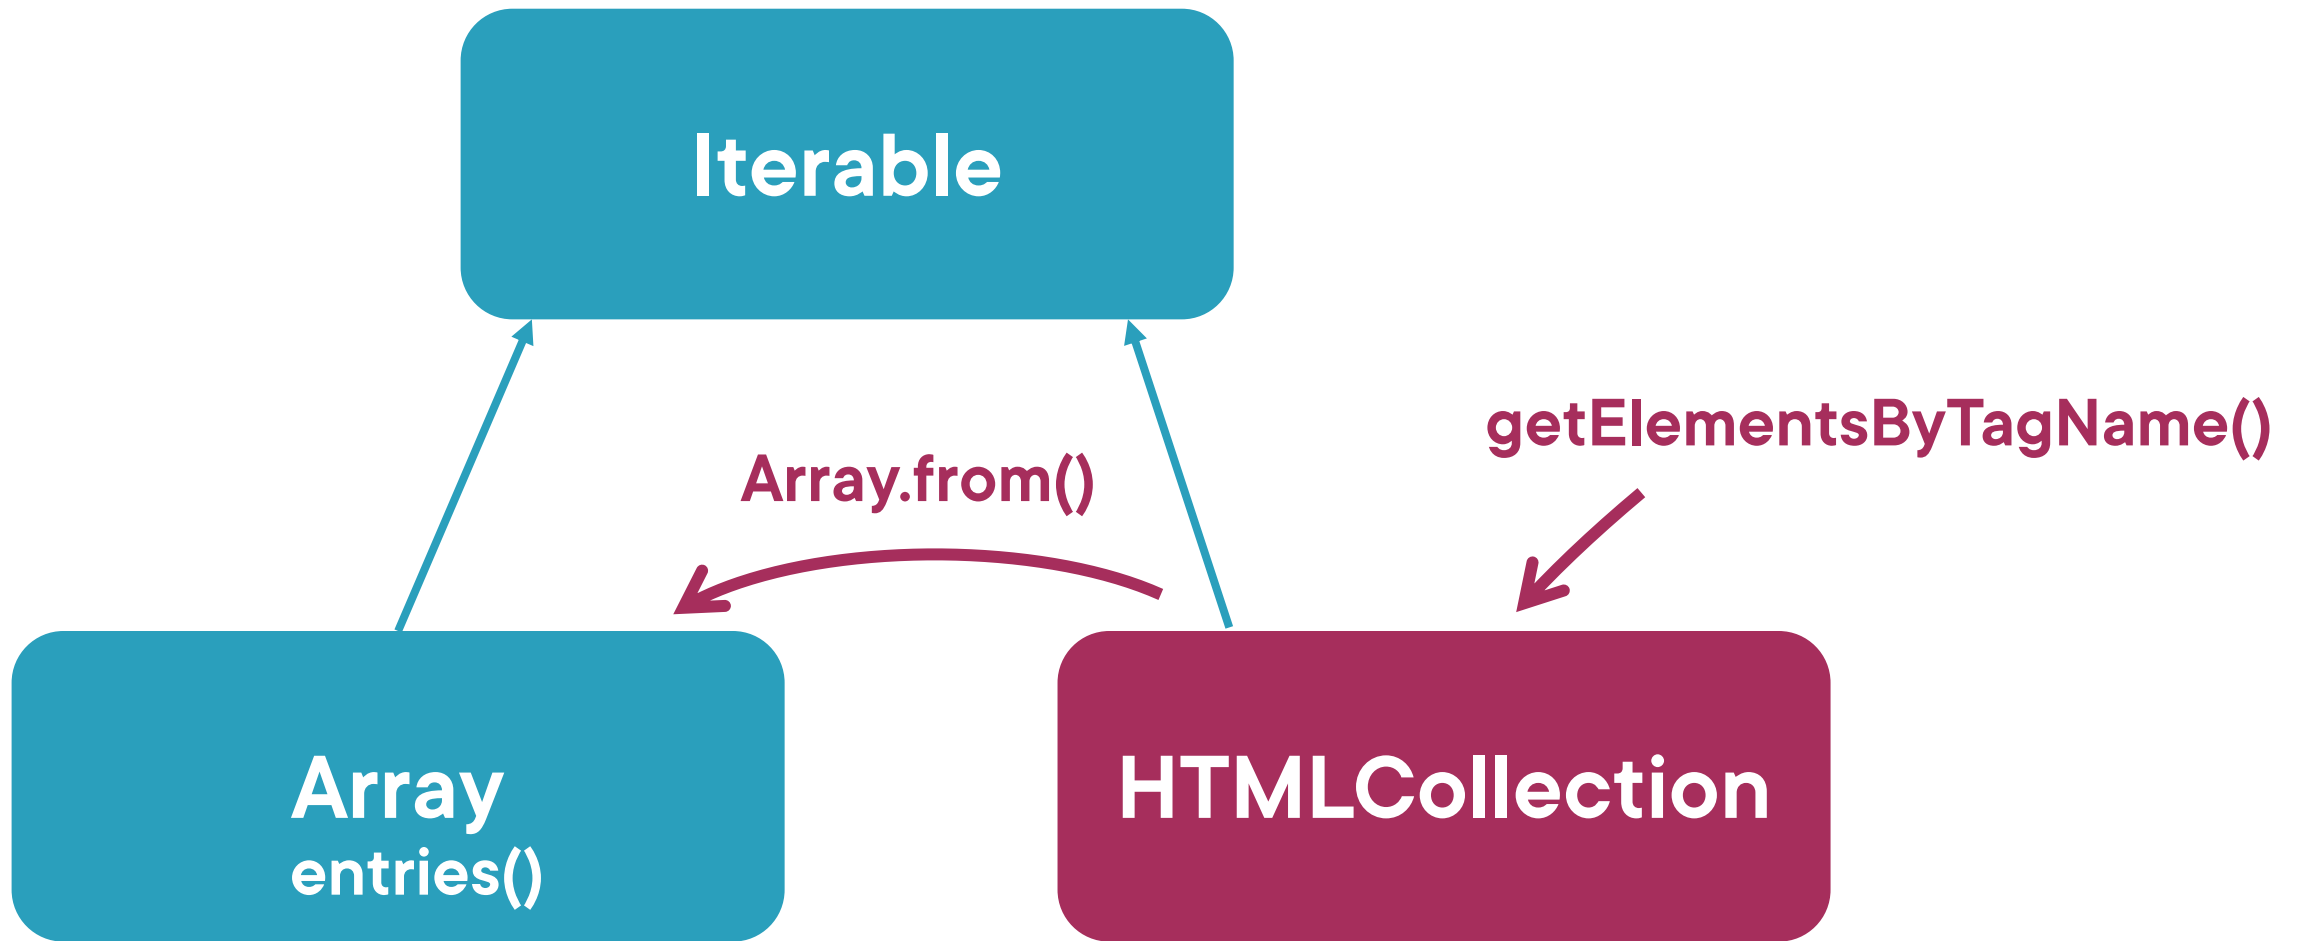 Iterable
getElementsByTagName()
Array.from()
Array
entries()
HTMLCollection